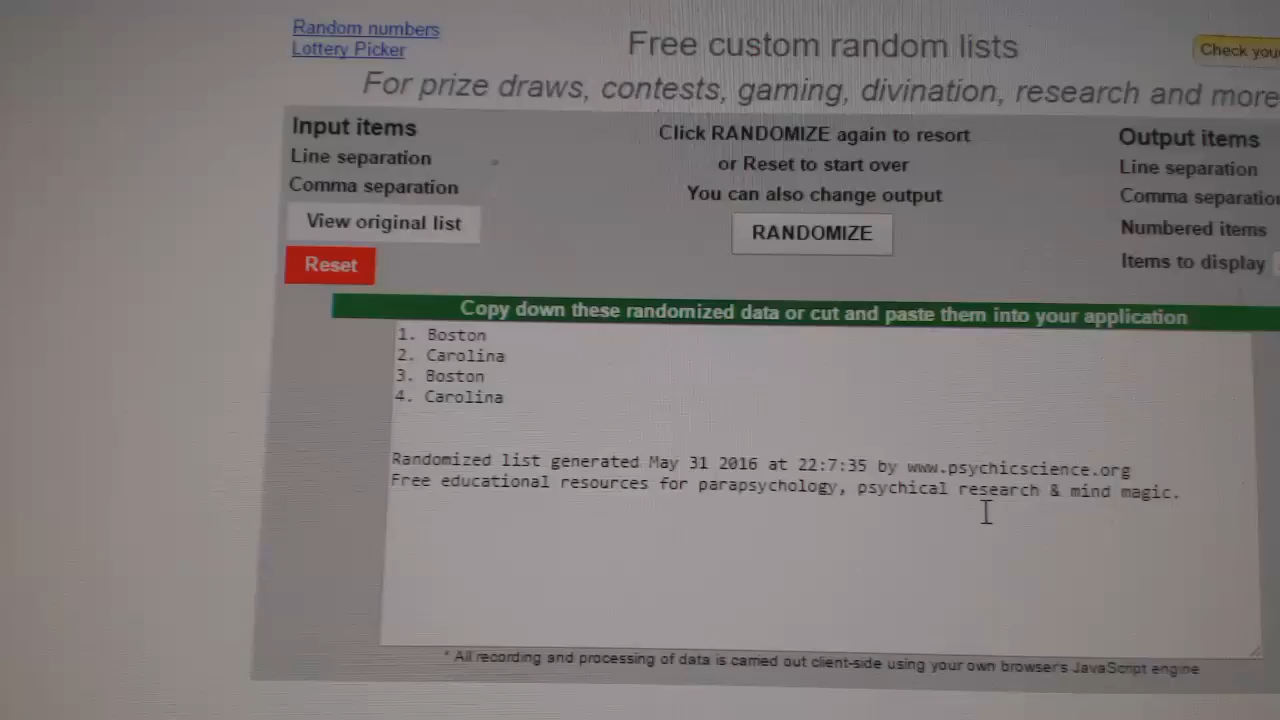 Random numbers
Lottery Picker
Free custom random lists
Check your
For prize draws, contests, gaming, divination, research and more
Input items
Line separation
Comma separation
View original list
Reset
Click RANDOMIZE again to resort
or Reset to start over
You can also change output
RANDOMIZE
Output items
Line separation
Comma separation
Numbered items
Items to display
Copy down these randomized data or cut and paste them into your application
1. Boston
2. Carolina
3. Boston
4. Carolina
Randomized list generated May 31 2016 at 22:7:35 by www.psychicscience.org
Free educational resources for parapsychology, psychical research & mind magic.
* All recording and processing of data is carried out client-side using your own browser's JavaScript engine